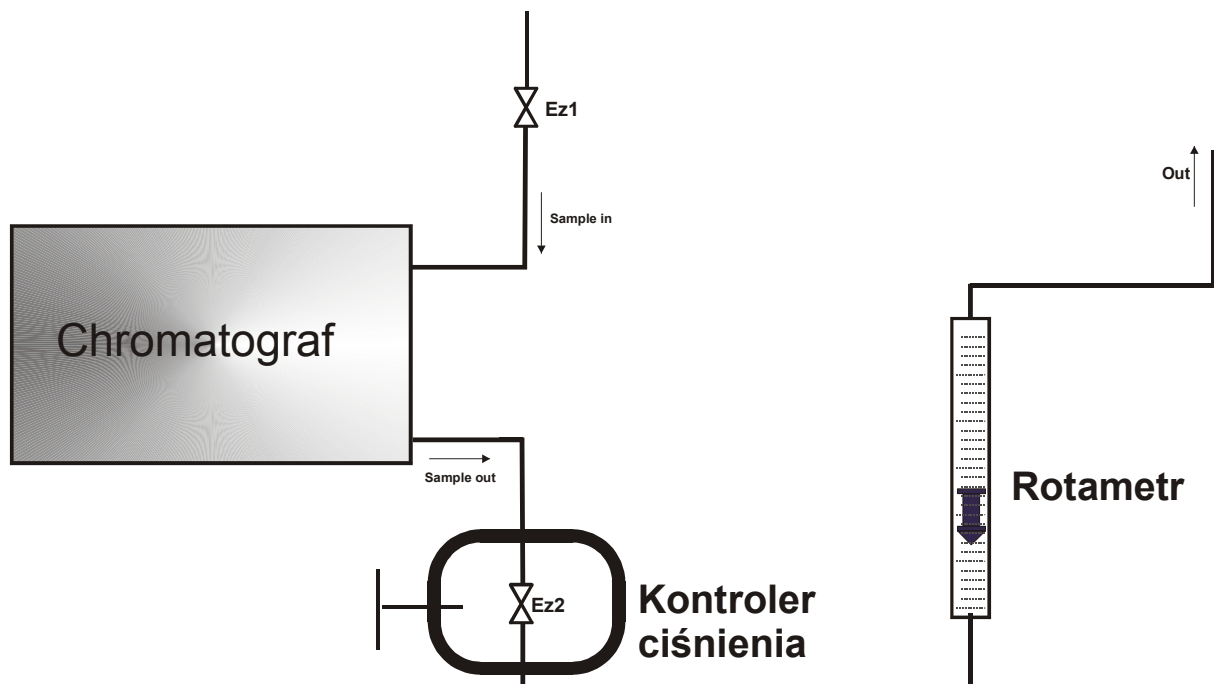 Ez1
Out
Sample in
Chromatograf
Sample out
Rotametr
Ez2
Kontroler
ciśnienia